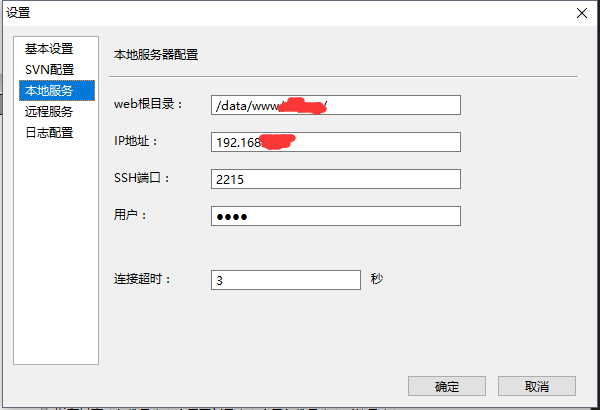 设置
基本设置
SVN配置
本地服务
远程服务
日志配置
本地服务器配置
web根目录： /data/www
IP地址： 192.168
SSH端口： 2215
用户： ●●●●
连接超时： 3 秒
确定 取消